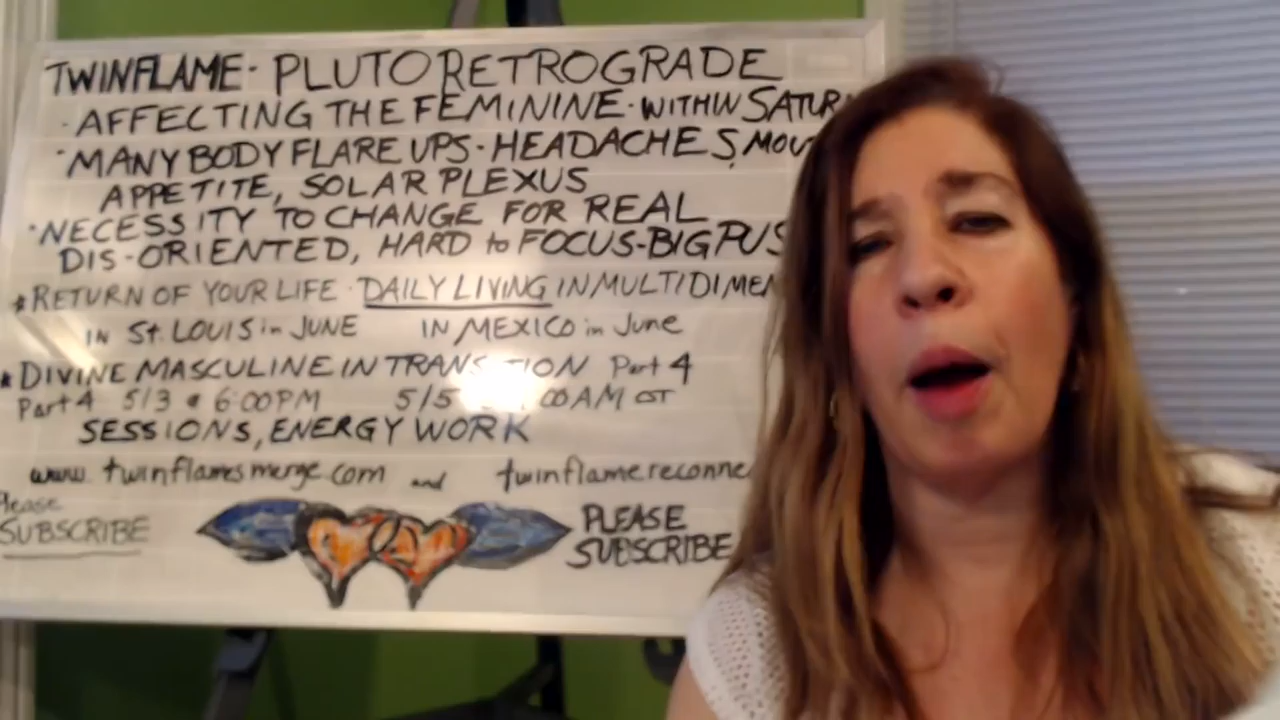 TWINFLAME· PLUTO RETROGRADE
· AFFECTING THE FEMININE· WITHIN
· MANY BODY FLARE UPS· HEADACHES,
APPETITE, SOLAR PLEXUS
· NECESSITY TO CHANGE FOR REAL
DIS-ORIENTED, HARD to FOCUS-BIG
* RETURN OF YOUR LIFE · DAILY LIVING IN
IN St. LOUIS in JUNE IN MEXICO in June
* DIVINE MASCULINE IN Part 4
Part 4 5/3 @ 6:00PM 5/5 AM
SESSIONS, ENERGY WORK
www. twinflamesmerge.com and
Please
SUBSCRIBE
PLEASE
SUBSCRIBE